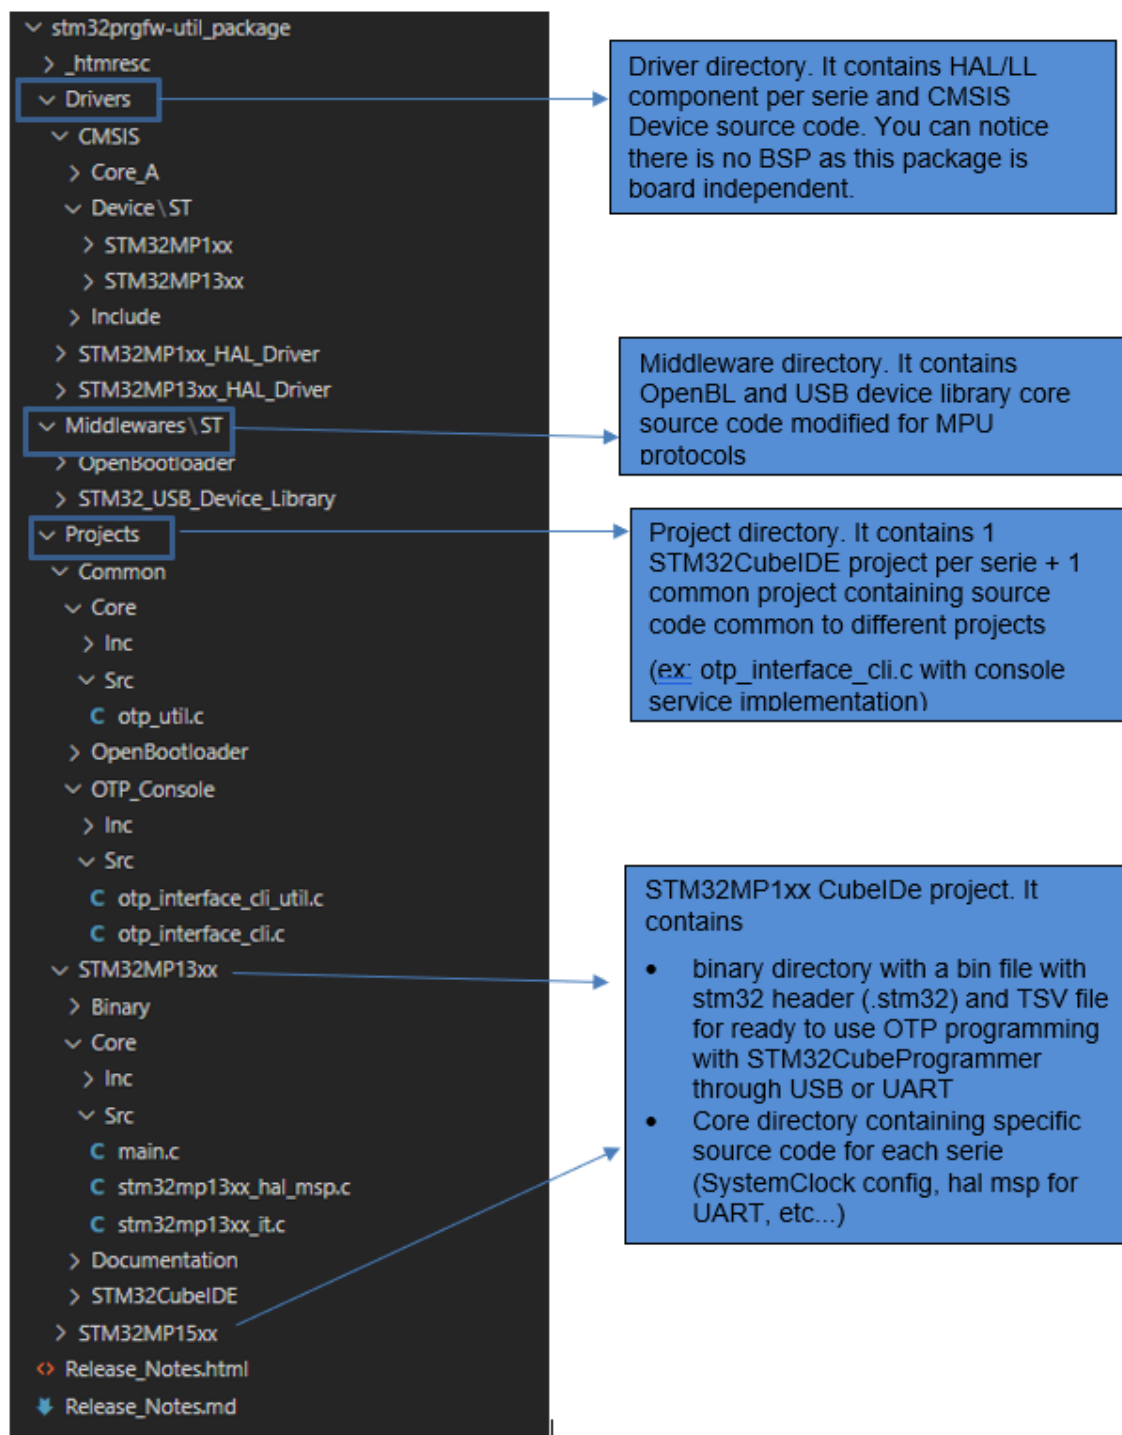 stm32prgfw-util_package
_htmresc
Drivers
CMSIS
Core_A
Device\ST
STM32MP1xx
STM32MP13xx
Include
STM32MP1xx_HAL_Driver
STM32MP13xx_HAL_Driver
Middlewares\ST
OpenBootloader
STM32_USB_Device_Library
Projects
Common
Core
Inc
Src
C otp_util.c
OpenBootloader
OTP_Console
Inc
Src
C otp_interface_cli_util.c
C otp_interface_cli.c
STM32MP13xx
Binary
Core
Inc
Src
C main.c
C stm32mp13xx_hal_msp.c
C stm32mp13xx_it.c
Documentation
STM32CubeIDE
STM32MP15xx
Release_Notes.html
Release_Notes.md
Driver directory. It contains HAL/LL
component per serie and CMSIS
Device source code. You can notice
there is no BSP as this package is
board independent.
Middleware directory. It contains
OpenBL and USB device library core
source code modified for MPU
protocols
Project directory. It contains 1
STM32CubeIDE project per serie + 1
common project containing source
code common to different projects
(ex: otp_interface_cli.c with console
service implementation)
STM32MP1xx CubeIDe project. It
contains
• binary directory with a bin file with
stm32 header (.stm32) and TSV file
for ready to use OTP programming
with STM32CubeProgrammer
through USB or UART
• Core directory containing specific
source code for each serie
(SystemClock config, hal msp for
UART, etc...)